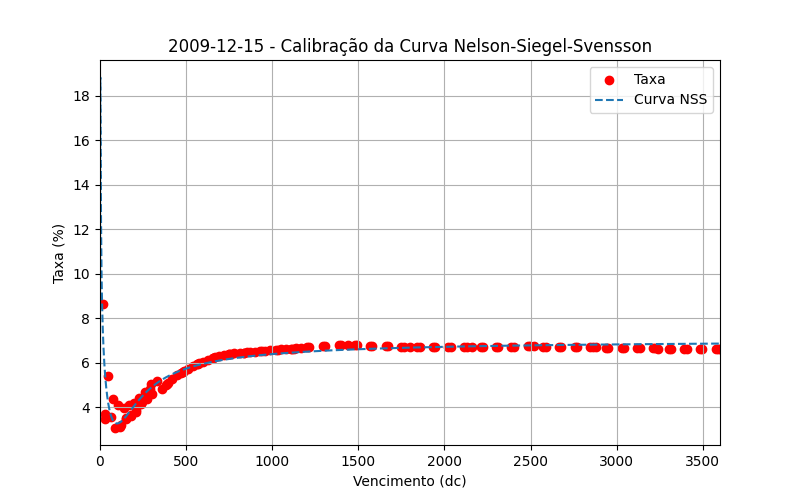 2009-12-15 - Calibração da Curva Nelson-Siegel-Svensson
Taxa
Curva NSS
Taxa (%)
18
16
14
12
10
8
6
4
0 500 1000 1500 2000 2500 3000 3500
Vencimento (dc)